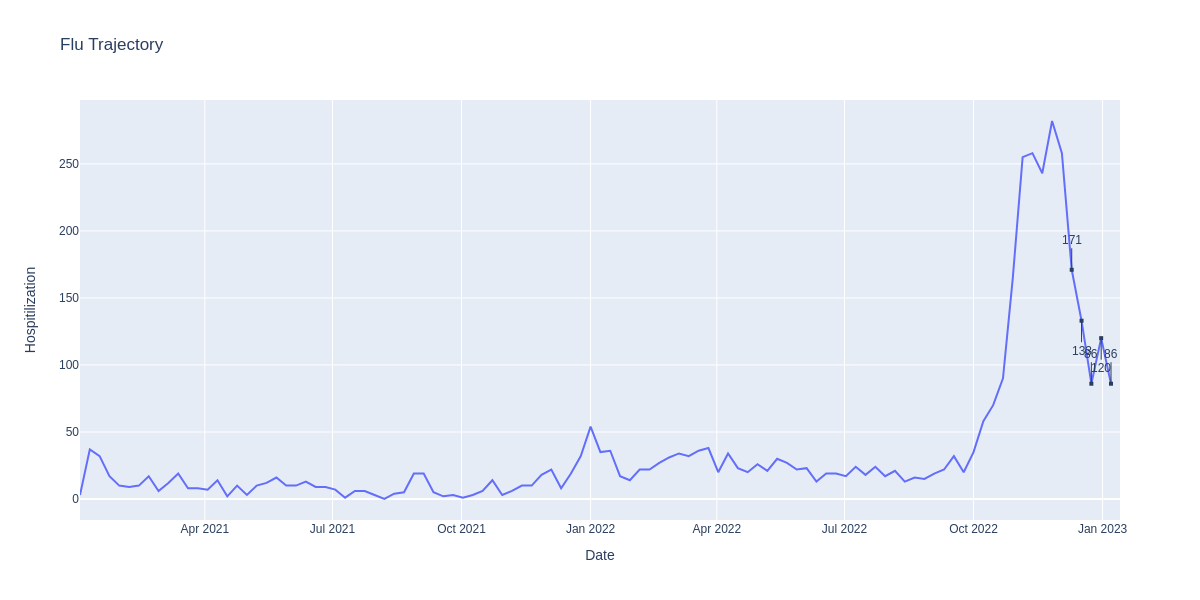 Flu Trajectory
250
200
150
100
50
0
Hospitilization
171
133
86
86
120
Apr 2021
Jul 2021
Oct 2021
Jan 2022
Apr 2022
Jul 2022
Oct 2022
Jan 2023
Date